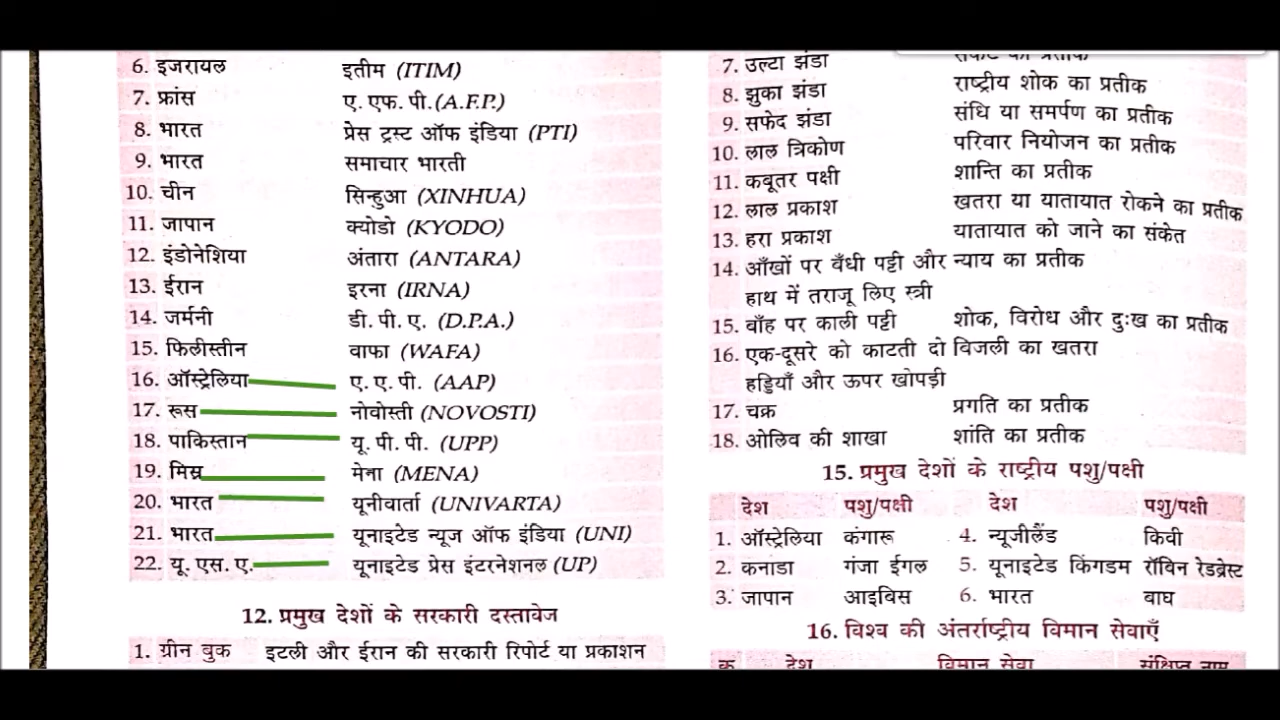 6. इजरायल इतीम (ITIM)
7. फ्रांस ए. एफ. पी.(A.F.P.)
8. भारत प्रेस ट्रस्ट ऑफ इंडिया (PTI)
9. भारत समाचार भारती
10. चीन सिन्हुआ (XINHUA)
11. जापान क्योडो (KYODO)
12. इंडोनेशिया अंतारा (ANTARA)
13. ईरान इरना (IRNA)
14. जर्मनी डी. पी. ए. (D.P.A.)
15. फिलीस्तीन वाफा (WAFA)
16. ऑस्ट्रेलिया ए. ए. पी. (AAP)
17. रूस नोवोस्ती (NOVOSTI)
18. पाकिस्तान यू. पी. पी. (UPP)
19. मिस्र मेना (MENA)
20. भारत यूनीवार्ता (UNIVARTA)
21. भारत यूनाइटेड न्यूज ऑफ इंडिया (UNI)
22. यू. एस. ए. यूनाइटेड प्रेस इंटरनेशनल (UP)
12. प्रमुख देशों के सरकारी दस्तावेज
1. ग्रीन बुक इटली और ईरान की सरकारी रिपोर्ट या प्रकाशन
7. उल्टा झंडा संकट का प्रतीक
8. झुका झंडा राष्ट्रीय शोक का प्रतीक
9. सफेद झंडा संधि या समर्पण का प्रतीक
10. लाल त्रिकोण परिवार नियोजन का प्रतीक
11. कबूतर पक्षी शान्ति का प्रतीक
12. लाल प्रकाश खतरा या यातायात रोकने का प्रतीक
13. हरा प्रकाश यातायात को जाने का संकेत
14. आँखों पर बँधी पट्टी और न्याय का प्रतीक
हाथ में तराजू लिए स्त्री
15. बाँह पर काली पट्टी शोक, विरोध और दुःख का प्रतीक
16. एक-दूसरे को काटती दो बिजली का खतरा
हड्डियाँ और ऊपर खोपड़ी
17. चक्र प्रगति का प्रतीक
18. ओलिव की शाखा शांति का प्रतीक
15. प्रमुख देशों के राष्ट्रीय पशु/पक्षी
देश पशु/पक्षी देश पशु/पक्षी
1. ऑस्ट्रेलिया कंगारू 4. न्यूजीलैंड किवी
2. कनाडा गंजा ईगल 5. यूनाइटेड किंगडम रॉबिन रेडब्रेस्ट
3. जापान आइबिस 6. भारत बाघ
16. विश्व की अंतर्राष्ट्रीय विमान सेवाएँ
क्र देश विमान सेवा संक्षिप्त नाम